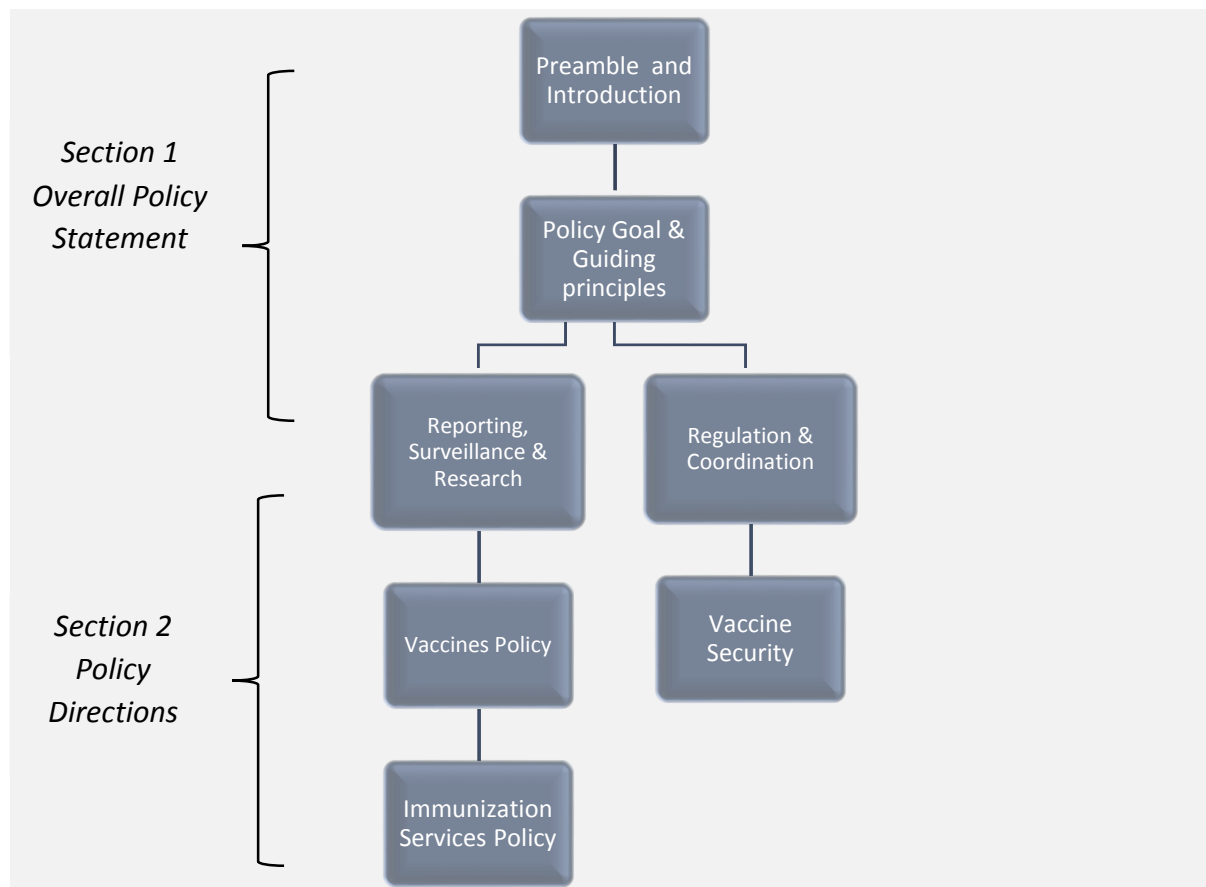 Preamble and
Introduction
Section 1
Overall Policy
Statement
Policy Goal &
Guiding
principles
Reporting,
Surveillance &
Research
Regulation &
Coordination
Section 2
Policy
Directions
Vaccines Policy
Vaccine
Security
Immunization
Services Policy